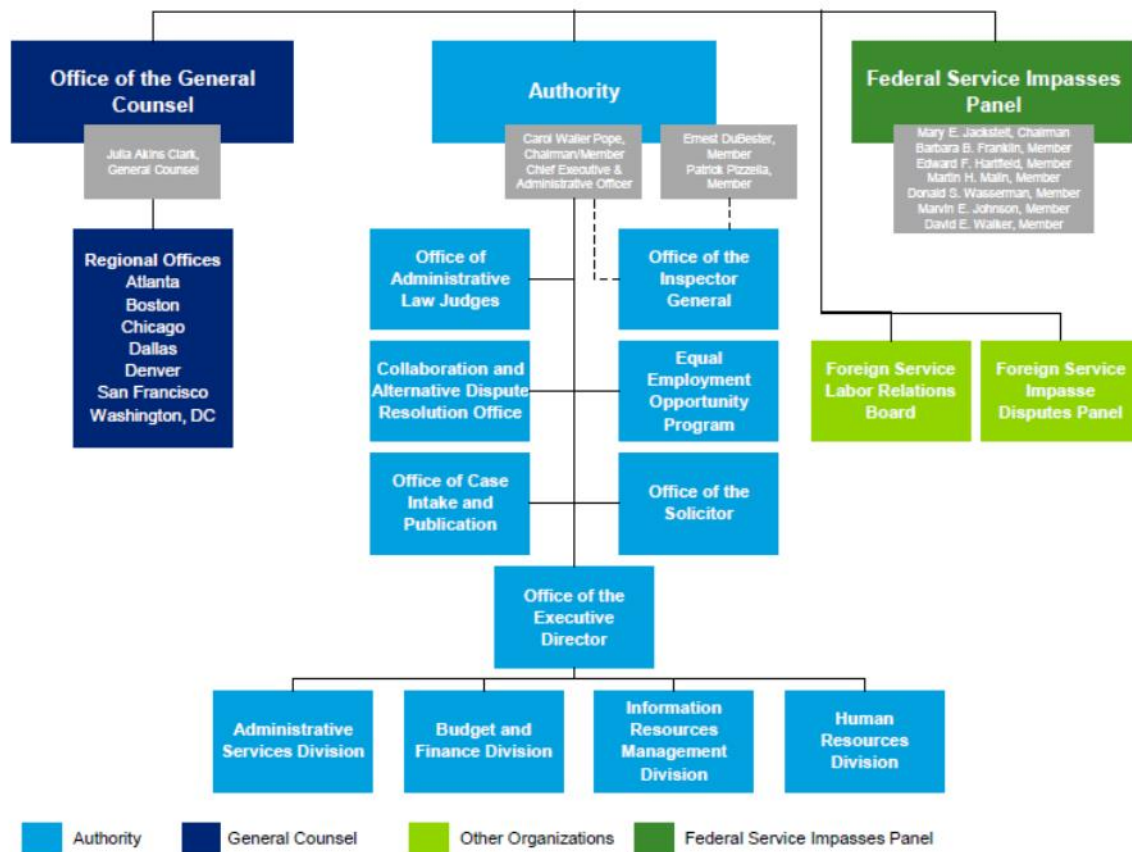 Office of the General
Counsel
Julia Akins Clark,
General Counsel
Regional Offices
Atlanta
Boston
Chicago
Dallas
Denver
San Francisco
Washington, DC
Authority
Carol Waller Pope,
Chairman/Member
Chief Executive &
Administrative Officer
Ernest DuBester,
Member
Patrick Pizzella,
Member
Federal Service Impasses
Panel
Mary E. Jacksteit, Chairman
Barbara B. Franklin, Member
Edward F. Hartfield, Member
Martin H. Malin, Member
Donald S. Wasserman, Member
Marvin E. Johnson, Member
David E. Walker, Member
Office of
Administrative
Law Judges
Office of the
Inspector
General
Collaboration and
Alternative Dispute
Resolution Office
Equal
Employment
Opportunity
Program
Office of Case
Intake and
Publication
Office of the
Solicitor
Foreign Service
Labor Relations
Board
Foreign Service
Impasse
Disputes Panel
Office of the
Executive
Director
Administrative
Services Division
Budget and
Finance Division
Information
Resources
Management
Division
Human
Resources
Division
Authority
General Counsel
Other Organizations
Federal Service Impasses Panel